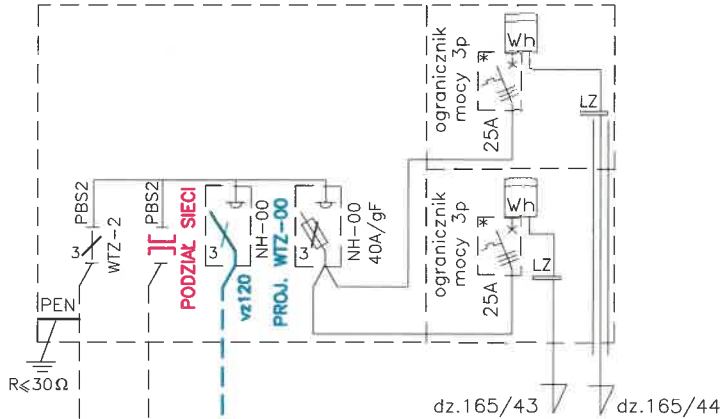 ogranicznik
mocy 3p
25A
*
Wh
LZ
ogranicznik
mocy 3p
25A
*
Wh
LZ
PBS2
3
WTZ-2
PBS2
PODZIAŁ SIECI
3
NH-00
vz120
PROJ. WTZ-00
3
NH-00
40A/gF
PEN
R≤30Ω
dz.165/43
dz.165/44